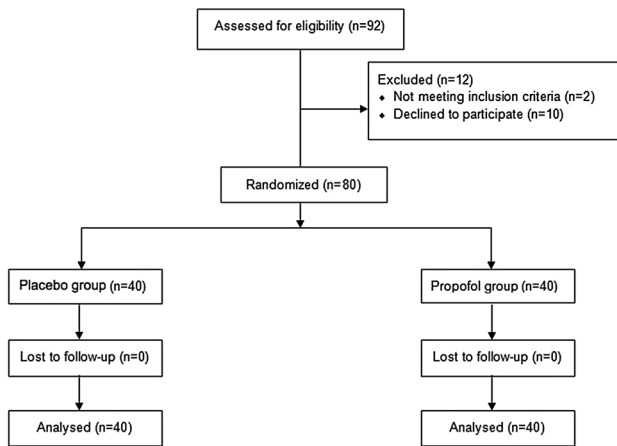 Assessed for eligibility (n=92)
Excluded (n=12)
♦ Not meeting inclusion criteria (n=2)
♦ Declined to participate (n=10)
Randomized (n=80)
Placebo group (n=40)
Propofol group (n=40)
Lost to follow-up (n=0)
Lost to follow-up (n=0)
Analysed (n=40)
Analysed (n=40)